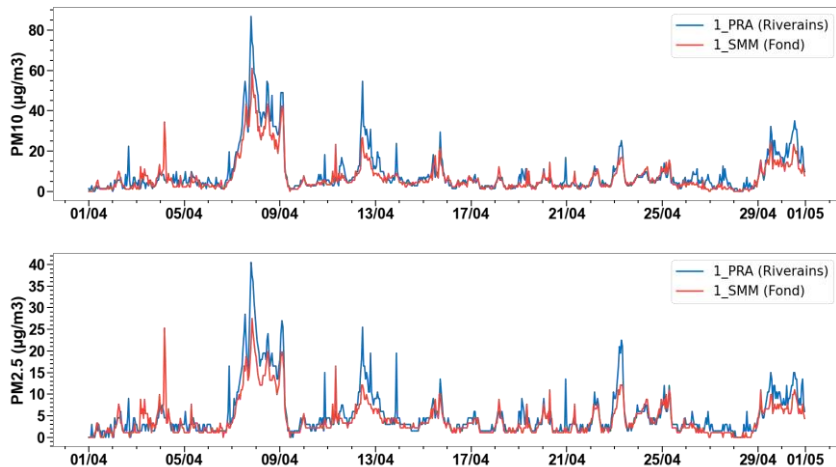 PM10 (µg/m3)
80
60
40
20
0
1_PRA (Riverains)
1_SMM (Fond)
01/04 05/04 09/04 13/04 17/04 21/04 25/04 29/04 01/05
PM2.5 (µg/m3)
40
35
30
25
20
15
10
5
0
1_PRA (Riverains)
1_SMM (Fond)
01/04 05/04 09/04 13/04 17/04 21/04 25/04 29/04 01/05